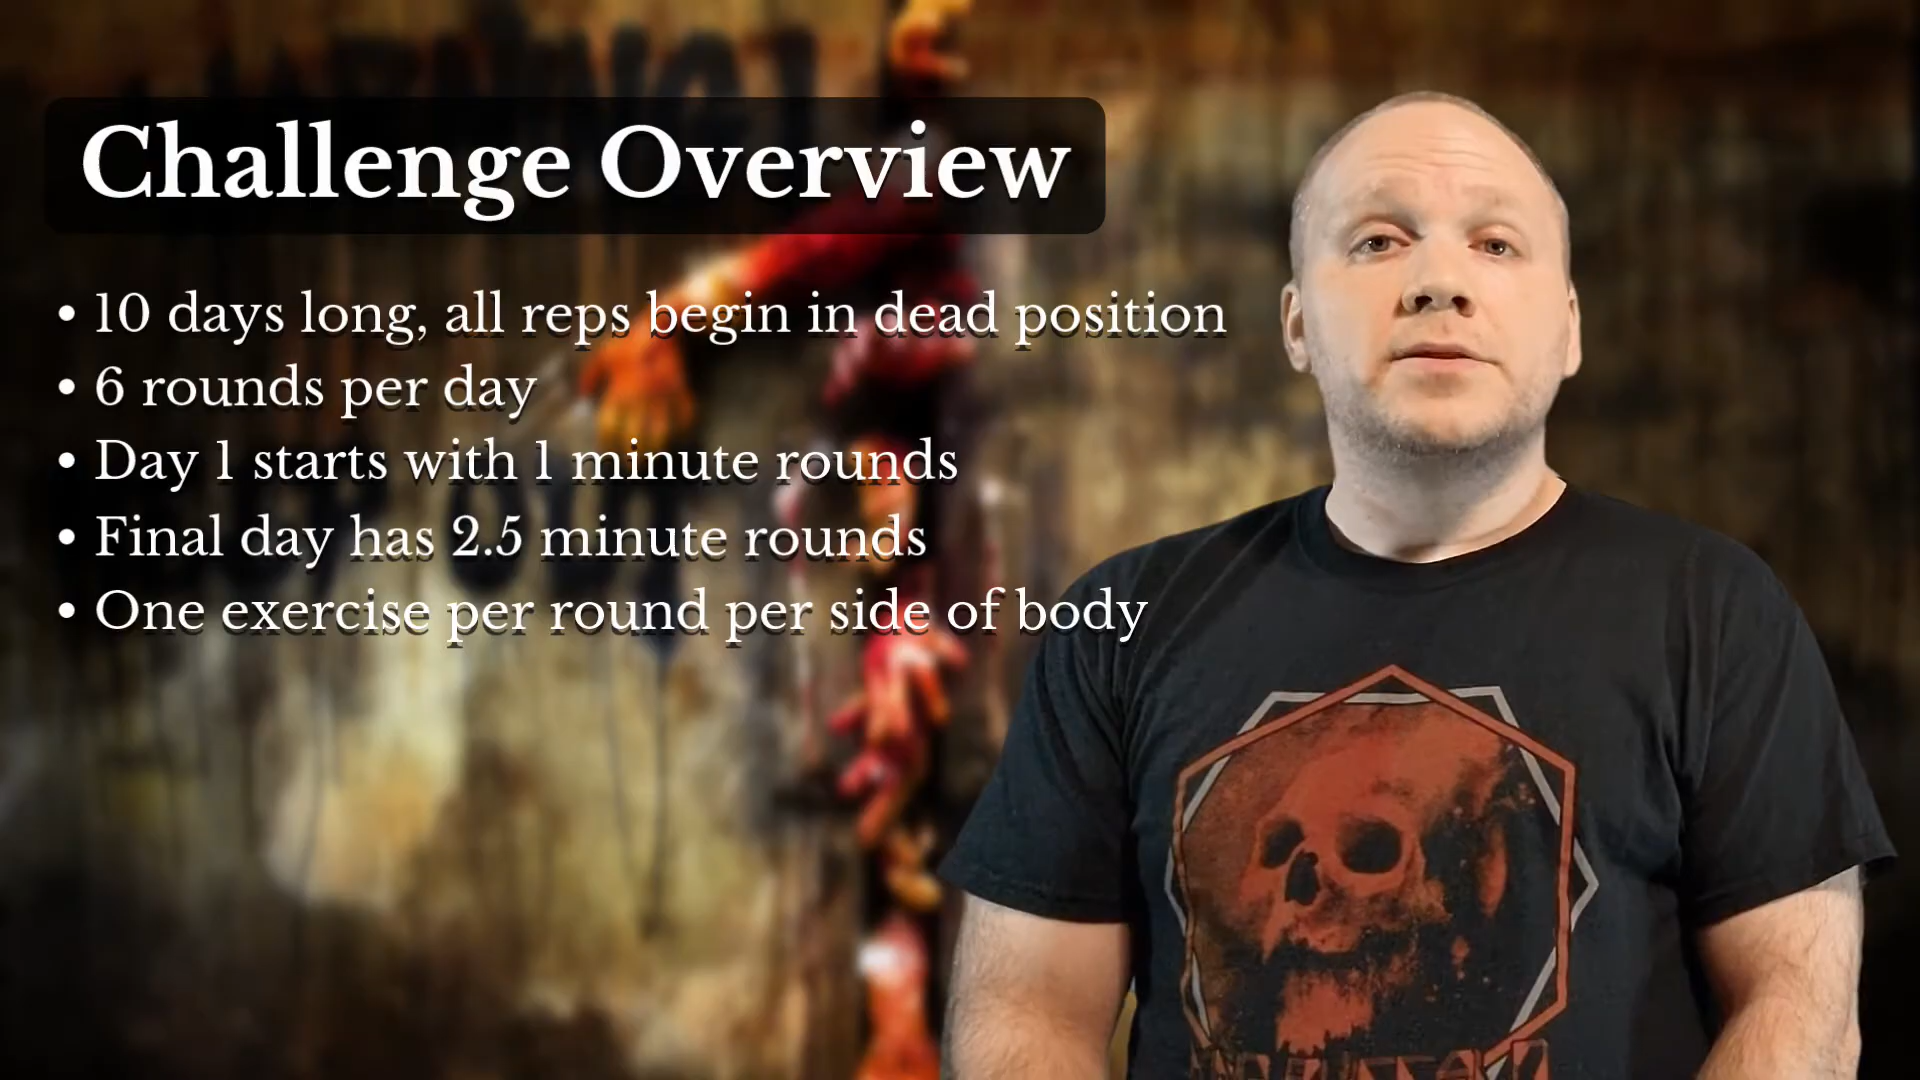 Challenge Overview
• 10 days long, all reps begin in dead position
• 6 rounds per day
• Day 1 starts with 1 minute rounds
• Final day has 2.5 minute rounds
• One exercise per round per side of body